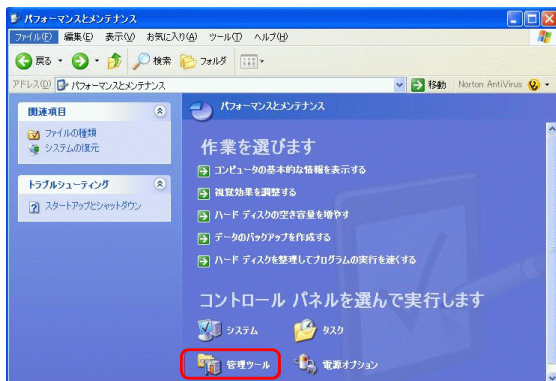 パフォーマンスとメンテナンス
ファイル(F) 編集(E) 表示(V) お気に入り(A) ツール(T) ヘルプ(H)
戻る 検索 フォルダ
アドレス(D) パフォーマンスとメンテナンス 移動 Norton AntiVirus
関連項目
ファイルの種類
システムの復元
トラブルシューティング
スタートアップとシャットダウン
パフォーマンスとメンテナンス
作業を選びます
コンピュータの基本的な情報を表示する
視覚効果を調整する
ハード ディスクの空き容量を増やす
データのバックアップを作成する
ハード ディスクを整理してプログラムの実行を速くする
コントロール パネルを選んで実行します
システム タスク
管理ツール 電源オプション